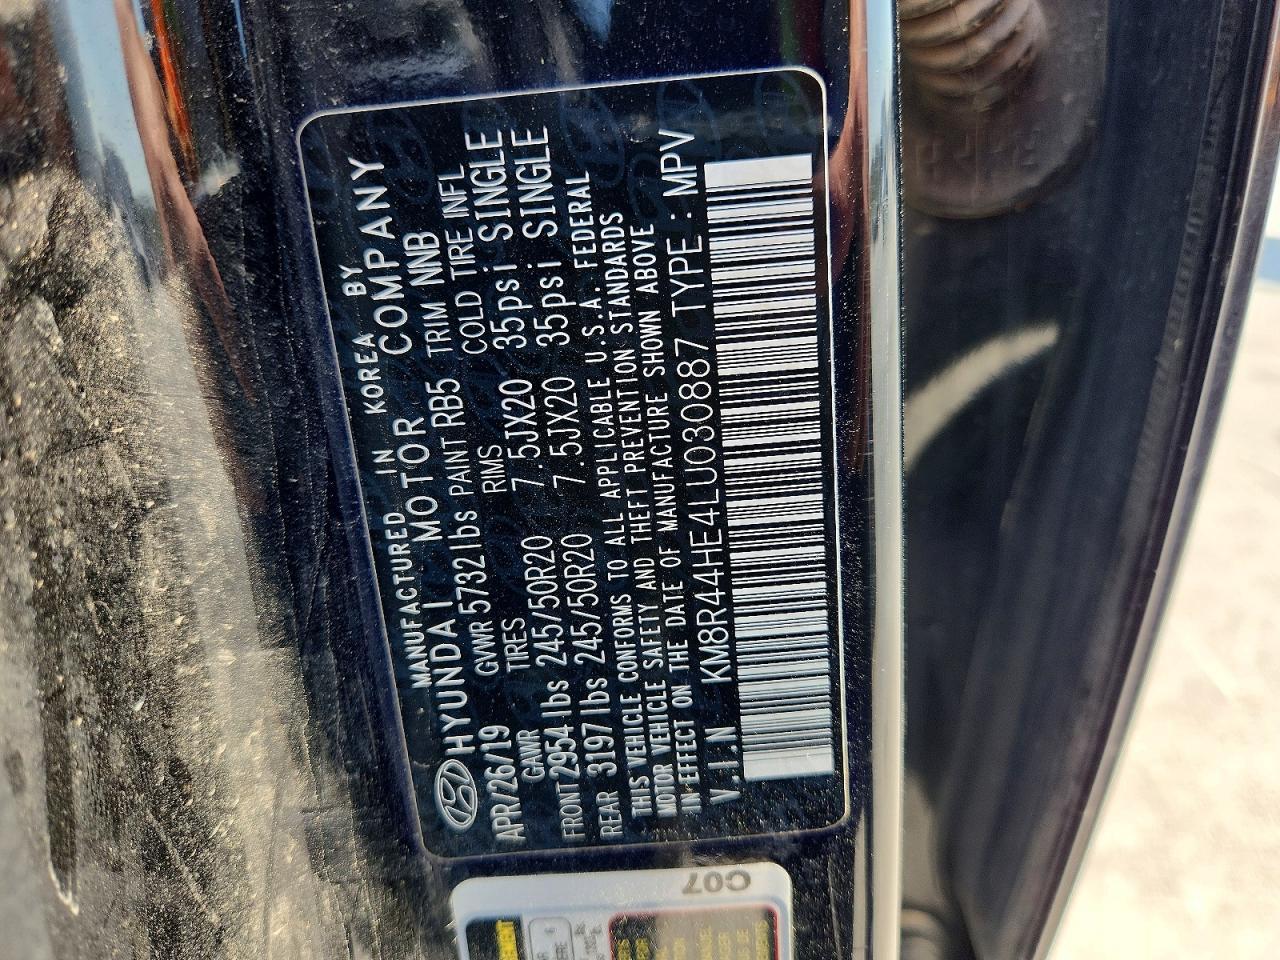 MANUFACTURED IN KOREA BY
HYUNDAI MOTOR COMPANY
APR/26/19 GVWR 5732 lbs PAINT RB5 TRIM NNB
GAWR TIRES RIMS COLD TIRE INFL
FRONT 2954 lbs 245/50R20 7.5JX20 35psi SINGLE
REAR 3197 lbs 245/50R20 7.5JX20 35psi SINGLE
THIS VEHICLE CONFORMS TO ALL APPLICABLE U.S.A. FEDERAL
MOTOR VEHICLE SAFETY AND THEFT PREVENTION STANDARDS
IN EFFECT ON THE DATE OF MANUFACTURE SHOWN ABOVE
V.I.N KM8R44HE4LU030887 TYPE: MPV
C07